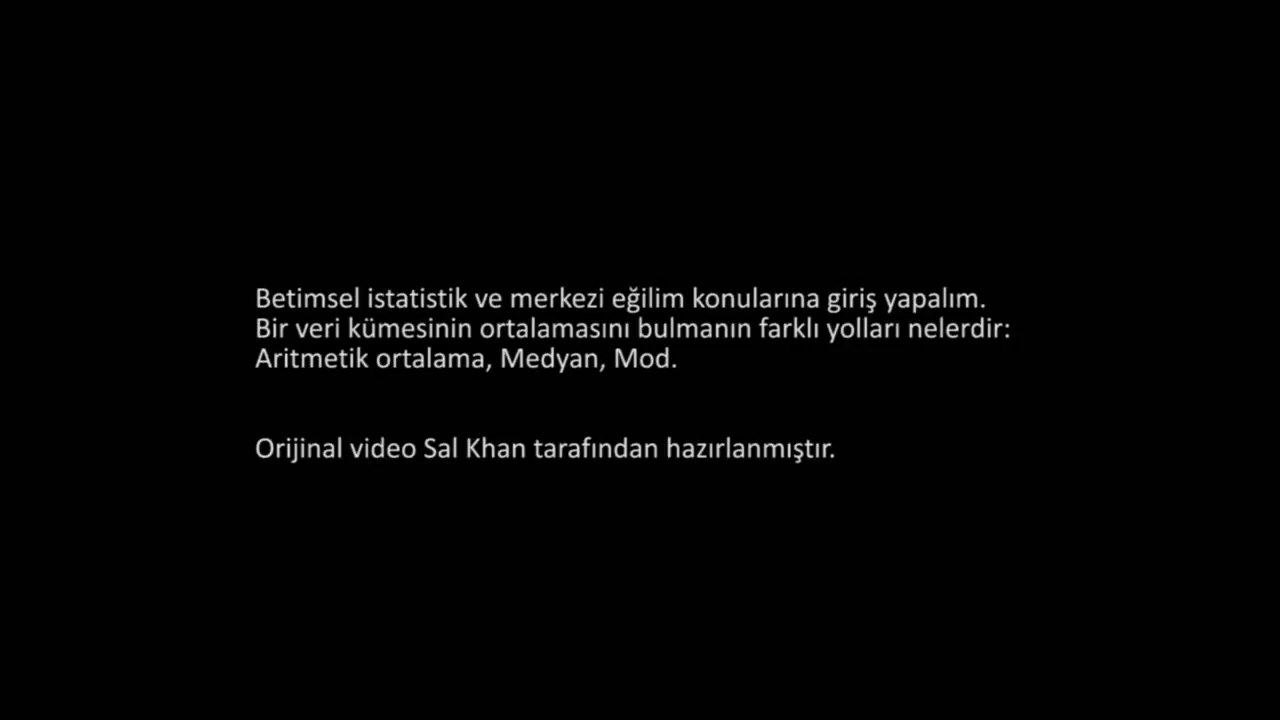 Betimsel istatistik ve merkezi eğilim konularına giriş yapalım.
Bir veri kümesinin ortalamasını bulmanın farklı yolları nelerdir:
Aritmetik ortalama, Medyan, Mod.
Orijinal video Sal Khan tarafından hazırlanmıştır.